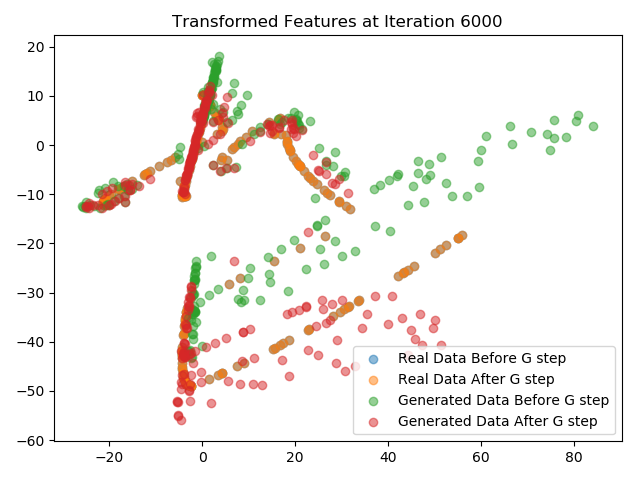 Transformed Features at Iteration 6000
20
10
0
−10
−20
−30
−40
−50
−60
−20 0 20 40 60 80
Real Data Before G step
Real Data After G step
Generated Data Before G step
Generated Data After G step